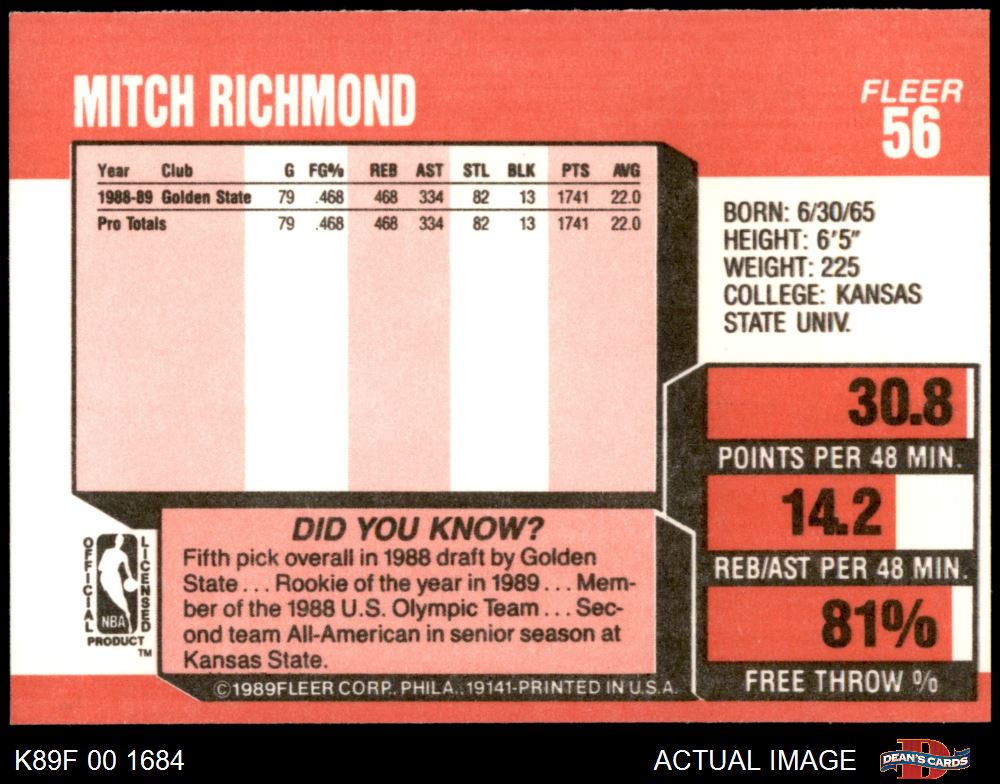 MITCH RICHMOND
FLEER
56
Year Club G FG% REB AST STL BLK PTS AVG
1988-89 Golden State 79 .468 468 334 82 13 1741 22.0
Pro Totals 79 .468 468 334 82 13 1741 22.0
BORN: 6/30/65
HEIGHT: 6'5"
WEIGHT: 225
COLLEGE: KANSAS
STATE UNIV.
30.8
POINTS PER 48 MIN.
14.2
REB/AST PER 48 MIN.
81%
FREE THROW %
OFFICIAL LICENSED
NBA
PRODUCT
TM
DID YOU KNOW?
Fifth pick overall in 1988 draft by Golden
State... Rookie of the year in 1989... Mem-
ber of the 1988 U.S. Olympic Team... Sec-
ond team All-American in senior season at
Kansas State.
©1989FLEER CORP. PHILA., 19141-PRINTED IN U.S.A.
K89F 00 1684
ACTUAL IMAGE
DEAN'S CARDS